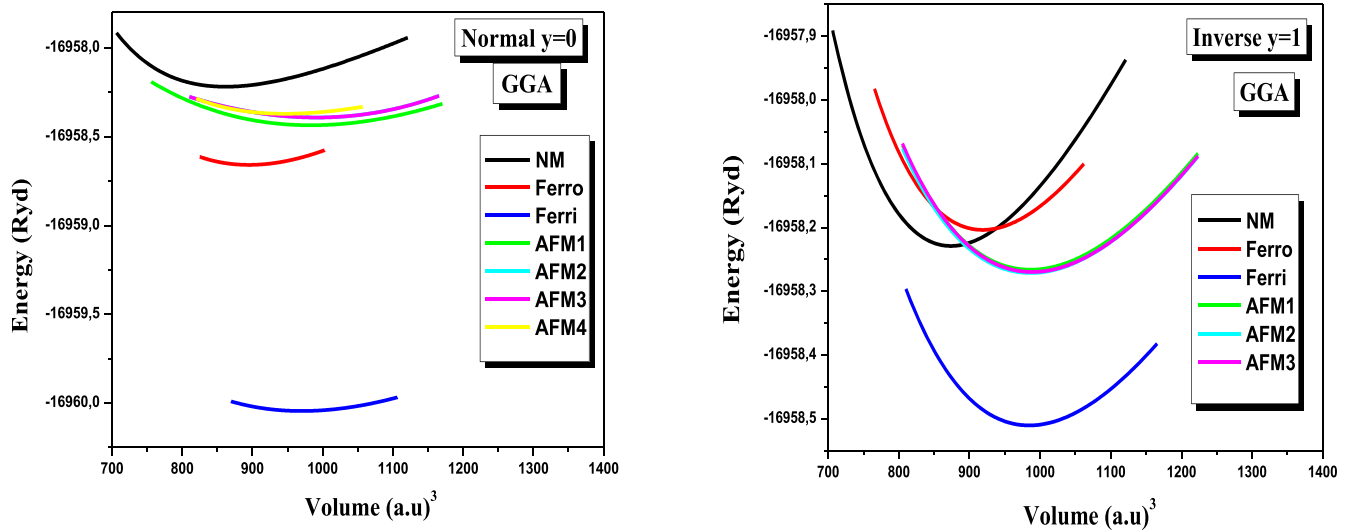 Normal y=0
GGA
Energy (Ryd)
-16958,0
-16958,5
-16959,0
-16959,5
-16960,0
NM
Ferro
Ferri
AFM1
AFM2
AFM3
AFM4
700 800 900 1000 1100 1200 1300 1400
Volume (a.u)³
Inverse y=1
GGA
Energy (Ryd)
-16957,9
-16958,0
-16958,1
-16958,2
-16958,3
-16958,4
-16958,5
NM
Ferro
Ferri
AFM1
AFM2
AFM3
700 800 900 1000 1100 1200 1300 1400
Volume (a.u)³